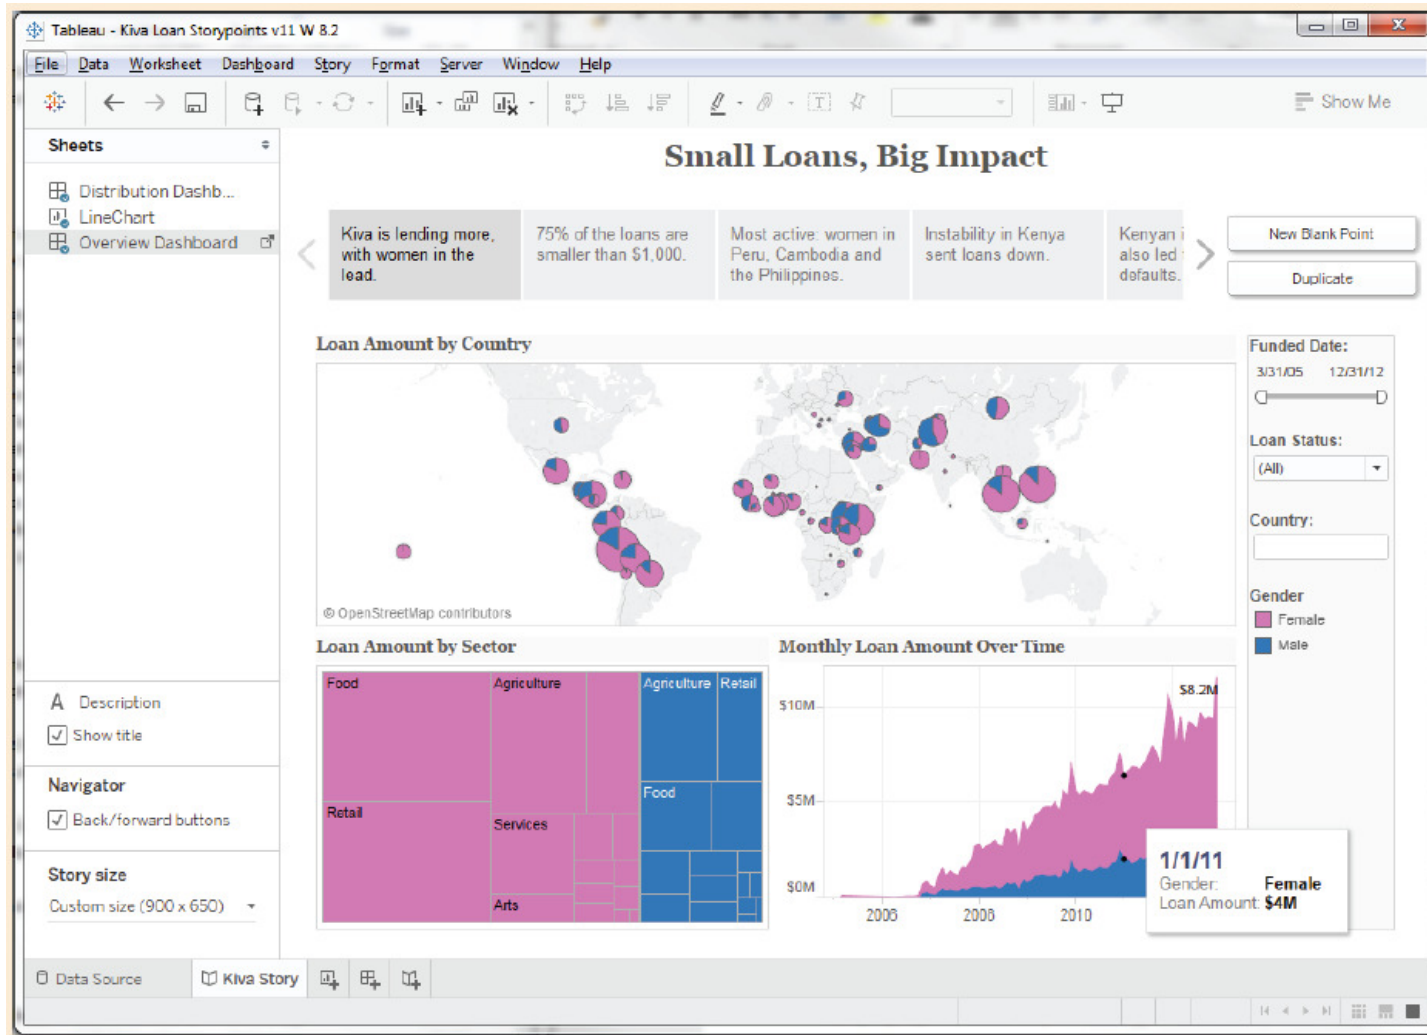 Tableau - Kiva Loan Storypoints v11 W 8.2
File Data Worksheet Dashboard Story Format Server Window Help
Show Me
Sheets
Distribution Dashb...
LineChart
Overview Dashboard
Small Loans, Big Impact
Kiva is lending more,
with women in the
lead.
75% of the loans are
smaller than $1,000.
Most active: women in
Peru, Cambodia and
the Philippines.
Instability in Kenya
sent loans down.
Kenyan i
also led
defaults.
New Blank Point
Duplicate
Loan Amount by Country
© OpenStreetMap contributors
Funded Date:
3/31/05 12/31/12
Loan Status:
(All)
Country:
Gender
Female
Male
Loan Amount by Sector
Food
Agriculture
Agriculture
Retail
Retail
Services
Food
Arts
Monthly Loan Amount Over Time
$8.2M
$10M
$5M
$0M
2006 2008 2010
1/1/11
Gender: Female
Loan Amount: $4M
A Description
Show title
Navigator
Back/forward buttons
Story size
Custom size (900 x 650)
Data Source
Kiva Story